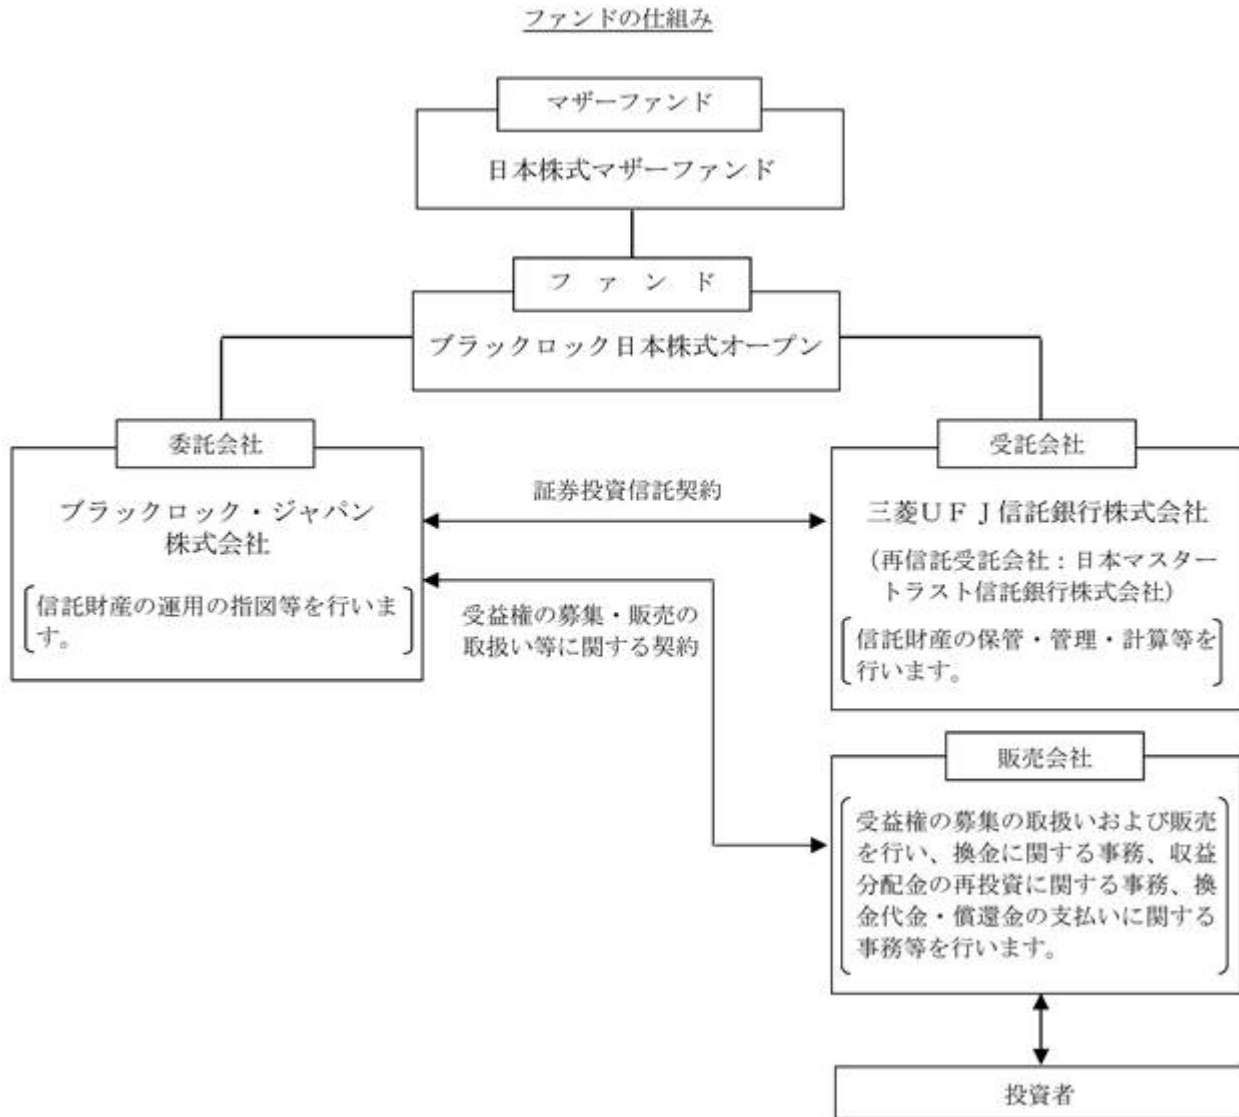 ファンドの仕組み
マザーファンド
日本株式マザーファンド
ファンド
ブラックロック日本株式オープン
委託会社
ブラックロック・ジャパン
株式会社
信託財産の運用の指図等を行いま
す。
証券投資信託契約
受益権の募集・販売の
取扱い等に関する契約
受託会社
三菱UFJ信託銀行株式会社
(再信託受託会社:日本マスター
トラスト信託銀行株式会社)
信託財産の保管・管理・計算等を
行います。
販売会社
受益権の募集の取扱いおよび販売
を行い、換金に関する事務、収益
分配金の再投資に関する事務、換
金代金・償還金の支払いに関する
事務等を行います。
投資者